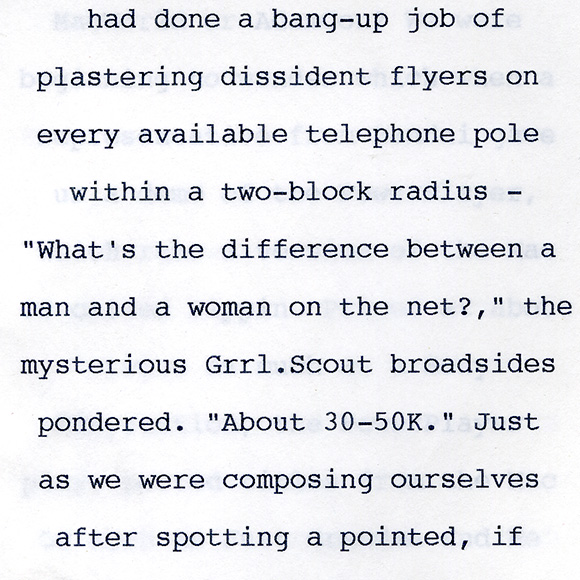 had done a bang-up job of
plastering dissident flyers on
every available telephone pole
within a two-block radius –
"What's the difference between a
man and a woman on the net?," the
mysterious Grrl.Scout broadsides
pondered. "About 30-50K." Just
as we were composing ourselves
after spotting a pointed, if